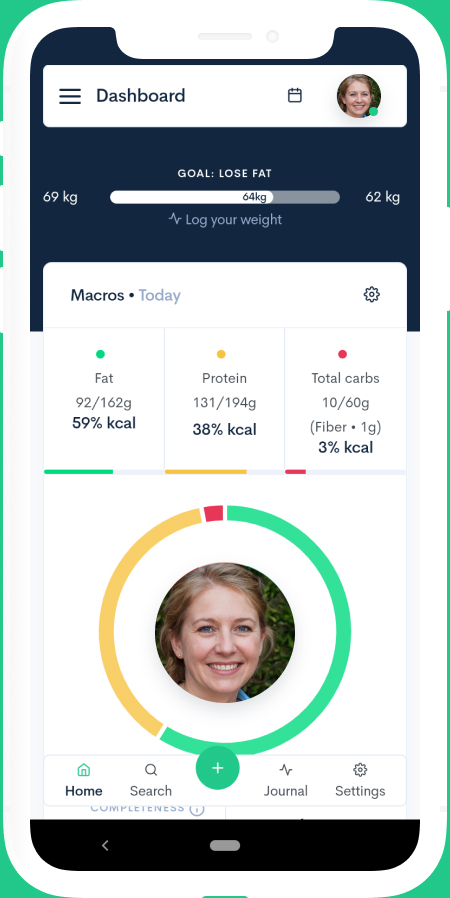 Dashboard
GOAL: LOSE FAT
69 kg 64kg 62 kg
Log your weight
Macros • Today
Fat Protein Total carbs
92/162g 131/194g 10/60g
59% kcal 38% kcal (Fiber • 1g)
3% kcal
Home Search + Journal Settings
COMPLETENESS